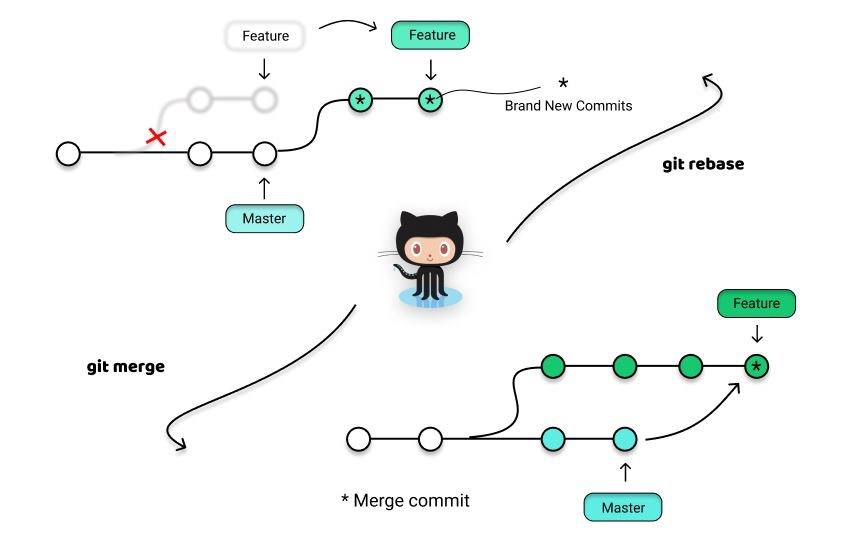 Feature
Feature
*
*
*
Brand New Commits
git rebase
Master
Feature
git merge
*
* Merge commit
Master